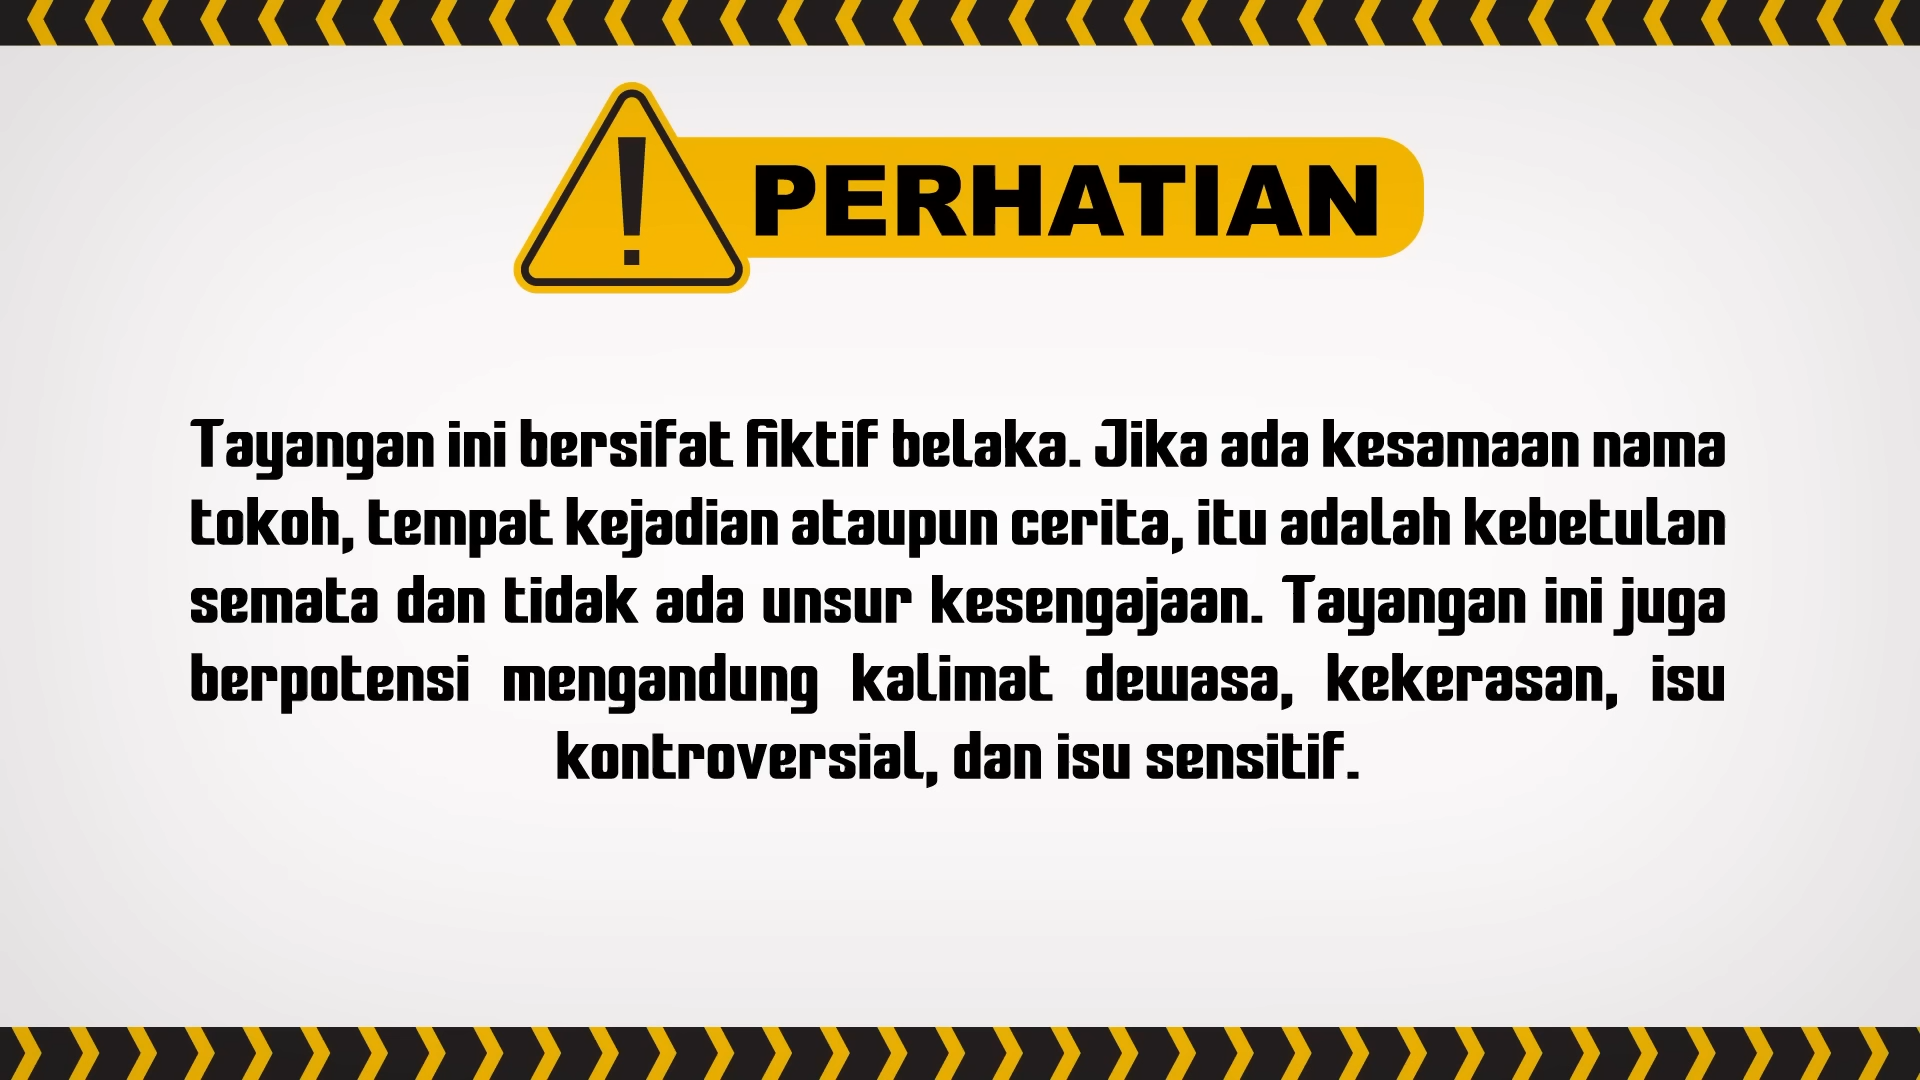 PERHATIAN
Tayangan ini bersifat fiktif belaka. Jika ada kesamaan nama
tokoh, tempat kejadian ataupun cerita, itu adalah kebetulan
semata dan tidak ada unsur kesengajaan. Tayangan ini juga
berpotensi mengandung kalimat dewasa, kekerasan, isu
kontroversial, dan isu sensitif.